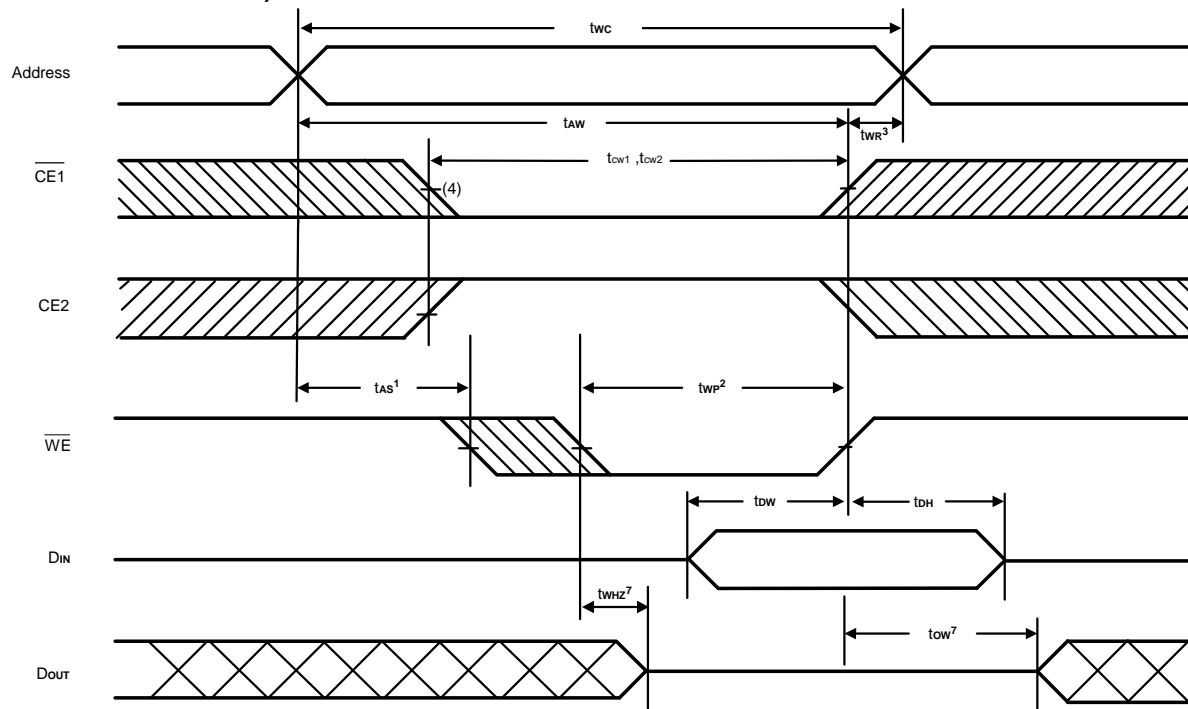 )
tWC
Address
tAW
tWR³
CE1
tCW1 ,tCW2
(4)
CE2
tAS¹
tWP²
WE
tDW
tDH
DIN
tWHZ⁷
tOW⁷
DOUT